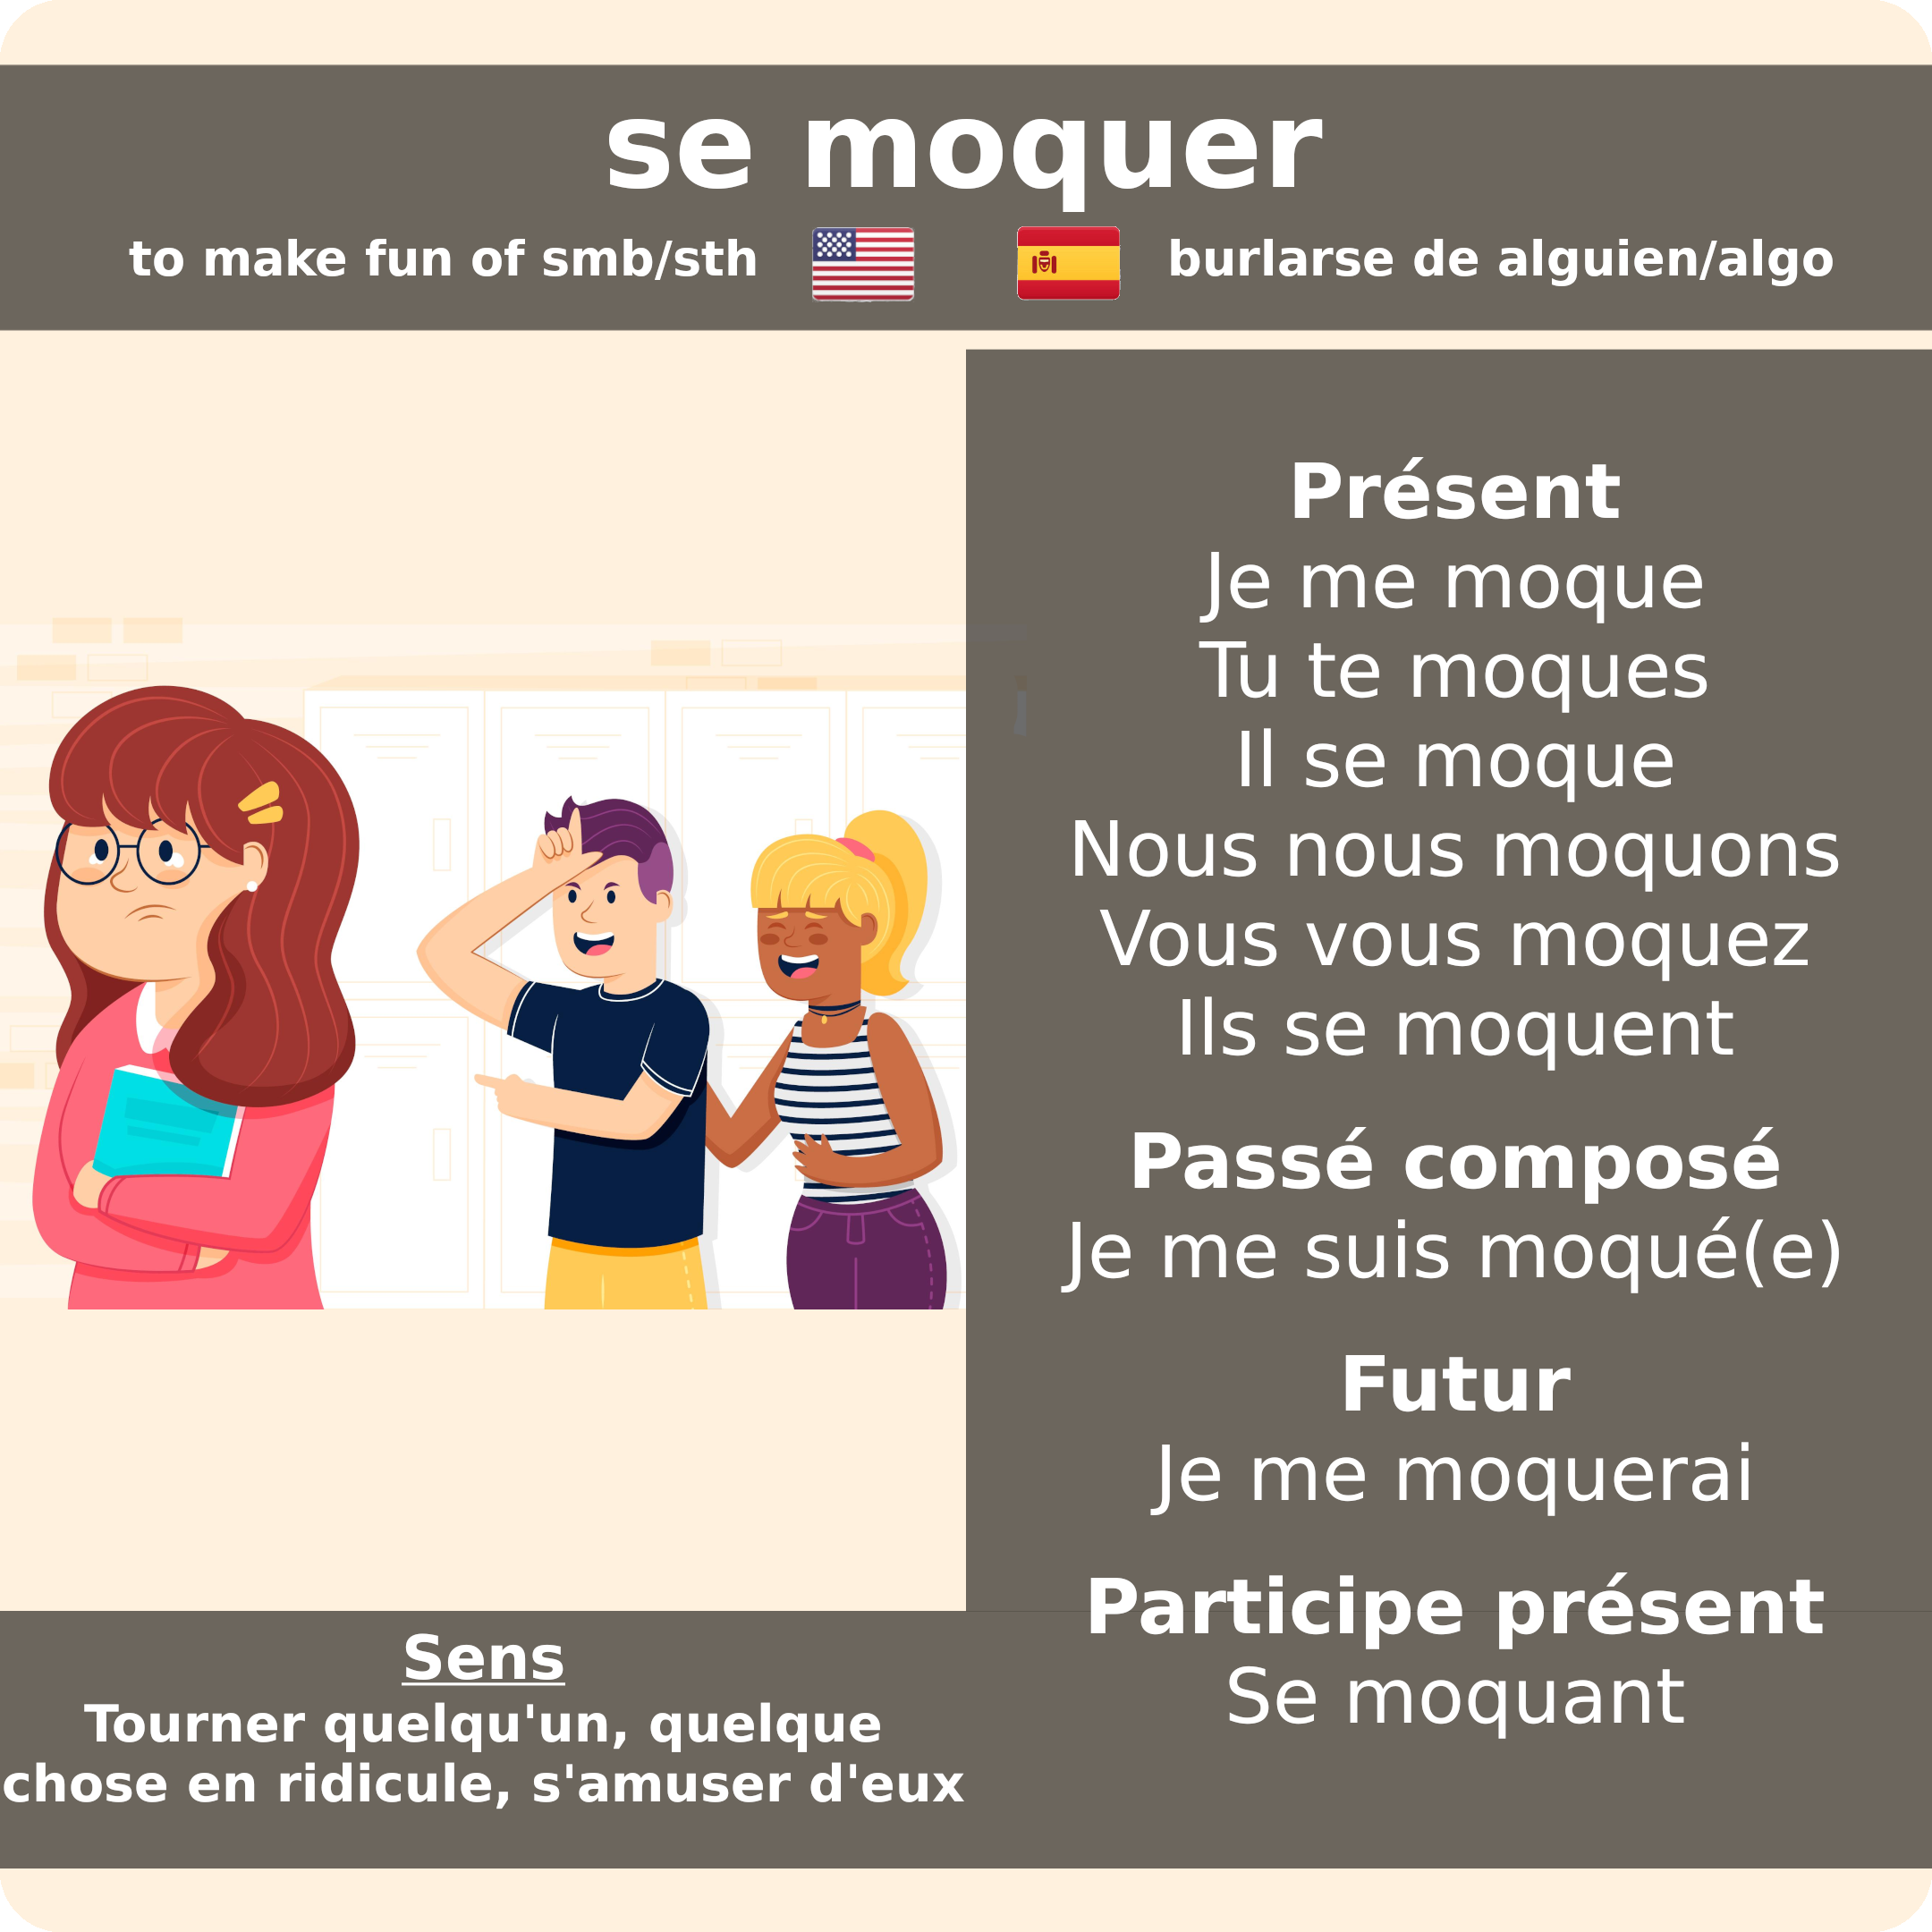 se moquer
to make fun of smb/sth
burlarse de alguien/algo
Présent
Je me moque
Tu te moques
Il se moque
Nous nous moquons
Vous vous moquez
Ils se moquent
Passé composé
Je me suis moqué(e)
Futur
Je me moquerai
Participe présent
Se moquant
Sens
Tourner quelqu'un, quelque
chose en ridicule, s'amuser d'eux